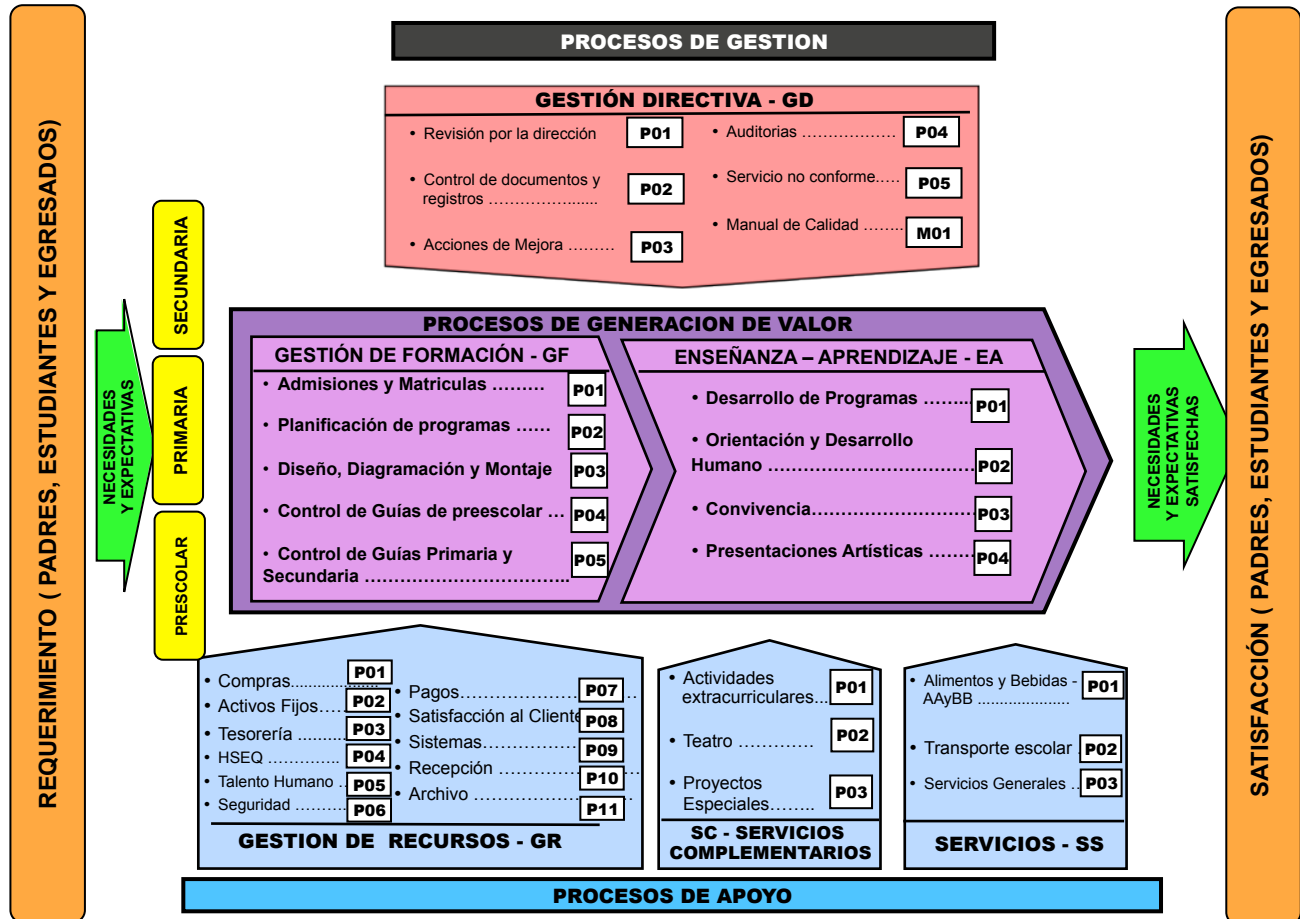 PROCESOS DE GESTION
REQUERIMIENTO ( PADRES, ESTUDIANTES Y EGRESADOS)
NECESIDADES
Y EXPECTATIVAS
SECUNDARIA
PRIMARIA
PRESCOLAR
GESTIÓN DIRECTIVA - GD
• Revisión por la dirección P01
• Control de documentos y
registros ………………....... P02
• Acciones de Mejora ……… P03
• Auditorias ……………… P04
• Servicio no conforme.…. P05
• Manual de Calidad …….. M01
PROCESOS DE GENERACION DE VALOR
GESTIÓN DE FORMACIÓN - GF
• Admisiones y Matriculas ……… P01
• Planificación de programas …… P02
• Diseño, Diagramación y Montaje P03
• Control de Guías de preescolar … P04
• Control de Guías Primaria y
Secundaria …………………………….. P05
ENSEÑANZA – APRENDIZAJE - EA
• Desarrollo de Programas ……... P01
• Orientación y Desarrollo
Humano ………………………………. P02
• Convivencia…………………… P03
• Presentaciones Artísticas ……… P04
NECESIDADES
Y EXPECTATIVAS
SATISFECHAS
SATISFACCIÓN ( PADRES, ESTUDIANTES Y EGRESADOS)
• Compras..................... P01
• Activos Fijos…. P02
• Tesorería ……… P03
• HSEQ ………….. P04
• Talento Humano .. P05
• Seguridad ……… P06
• Pagos……………… P07
• Satisfacción al Cliente P08
• Sistemas…………… P09
• Recepción ………………… P10
• Archivo ………………… P11
GESTION DE RECURSOS - GR
• Actividades
extracurriculares... P01
• Teatro …………. P02
• Proyectos
Especiales…….. P03
SC - SERVICIOS
COMPLEMENTARIOS
• Alimentos y Bebidas - P01
AAyBB .....................
• Transporte escolar .. P02
• Servicios Generales .. P03
SERVICIOS - SS
PROCESOS DE APOYO